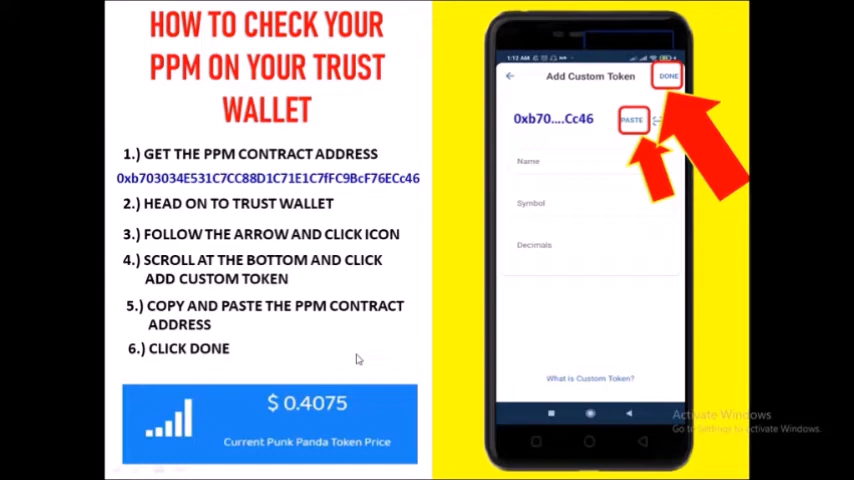 HOW TO CHECK YOUR
PPM ON YOUR TRUST
WALLET
1.) GET THE PPM CONTRACT ADDRESS
0xb703034E531C7CC88D1C71E1C7fFC9BcF76ECc46
2.) HEAD ON TO TRUST WALLET
3.) FOLLOW THE ARROW AND CLICK ICON
4.) SCROLL AT THE BOTTOM AND CLICK
ADD CUSTOM TOKEN
5.) COPY AND PASTE THE PPM CONTRACT
ADDRESS
6.) CLICK DONE
$ 0.4075
Current Punk Panda Token Price
1:12 AM
Add Custom Token
DONE
0xb70....Cc46
PASTE
Name
Symbol
Decimals
What is Custom Token?
Activate Windows
Go to Settings to activate Windows.